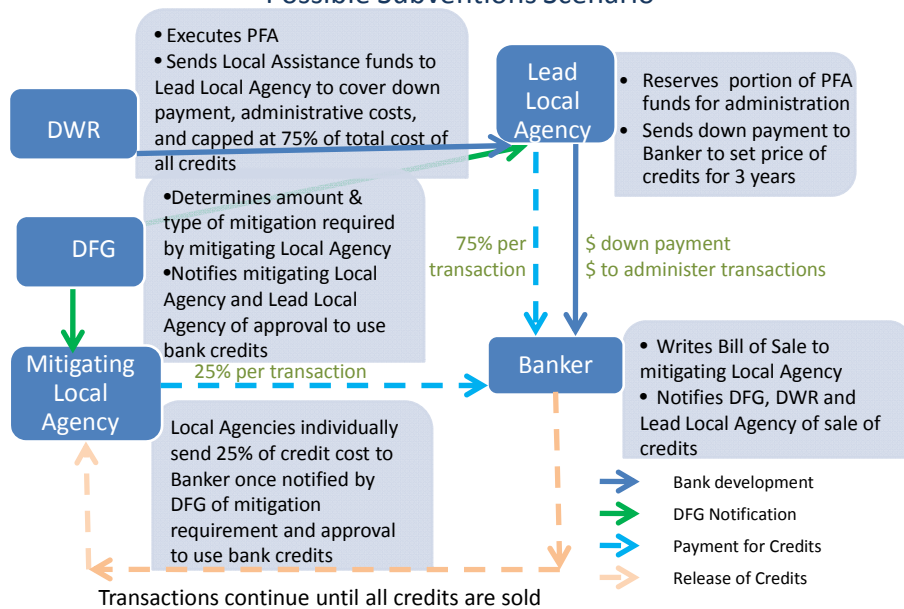 Possible Subventions Scenario
• Executes PFA
• Sends Local Assistance funds to
Lead Local Agency to cover down
payment, administrative costs,
and capped at 75% of total cost of
all credits
DWR
Lead
Local
Agency
• Reserves portion of PFA
funds for administration
• Sends down payment to
Banker to set price of
credits for 3 years
DFG
•Determines amount &
type of mitigation required
by mitigating Local Agency
•Notifies mitigating Local
Agency and Lead Local
Agency of approval to use
bank credits
75% per
transaction
$ down payment
$ to administer transactions
Mitigating
Local
Agency
25% per transaction
Banker
• Writes Bill of Sale to
mitigating Local Agency
• Notifies DFG, DWR and
Lead Local Agency of sale of
credits
Local Agencies individually
send 25% of credit cost to
Banker once notified by
DFG of mitigation
requirement and approval
to use bank credits
Bank development
DFG Notification
Payment for Credits
Release of Credits
Transactions continue until all credits are sold